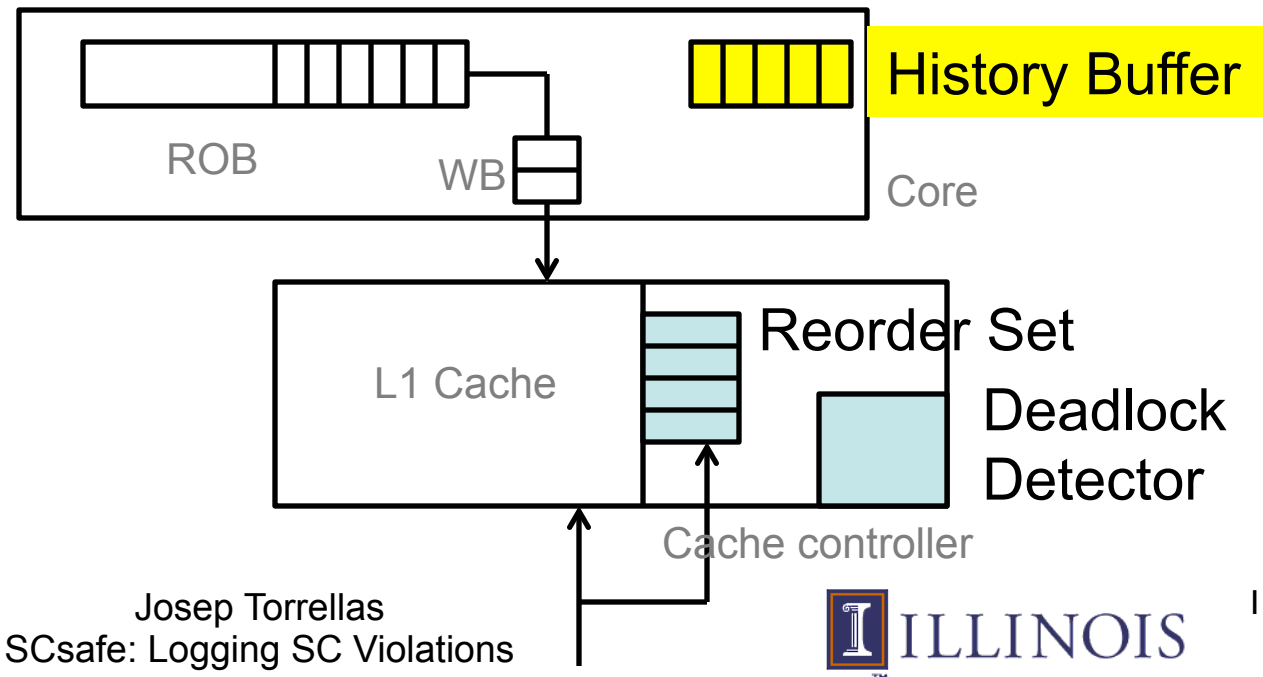 History Buffer
ROB
WB
Core
Reorder Set
L1 Cache
Deadlock
Detector
Cache controller
Josep Torrellas
SCsafe: Logging SC Violations
I ILLINOIS
TM
I